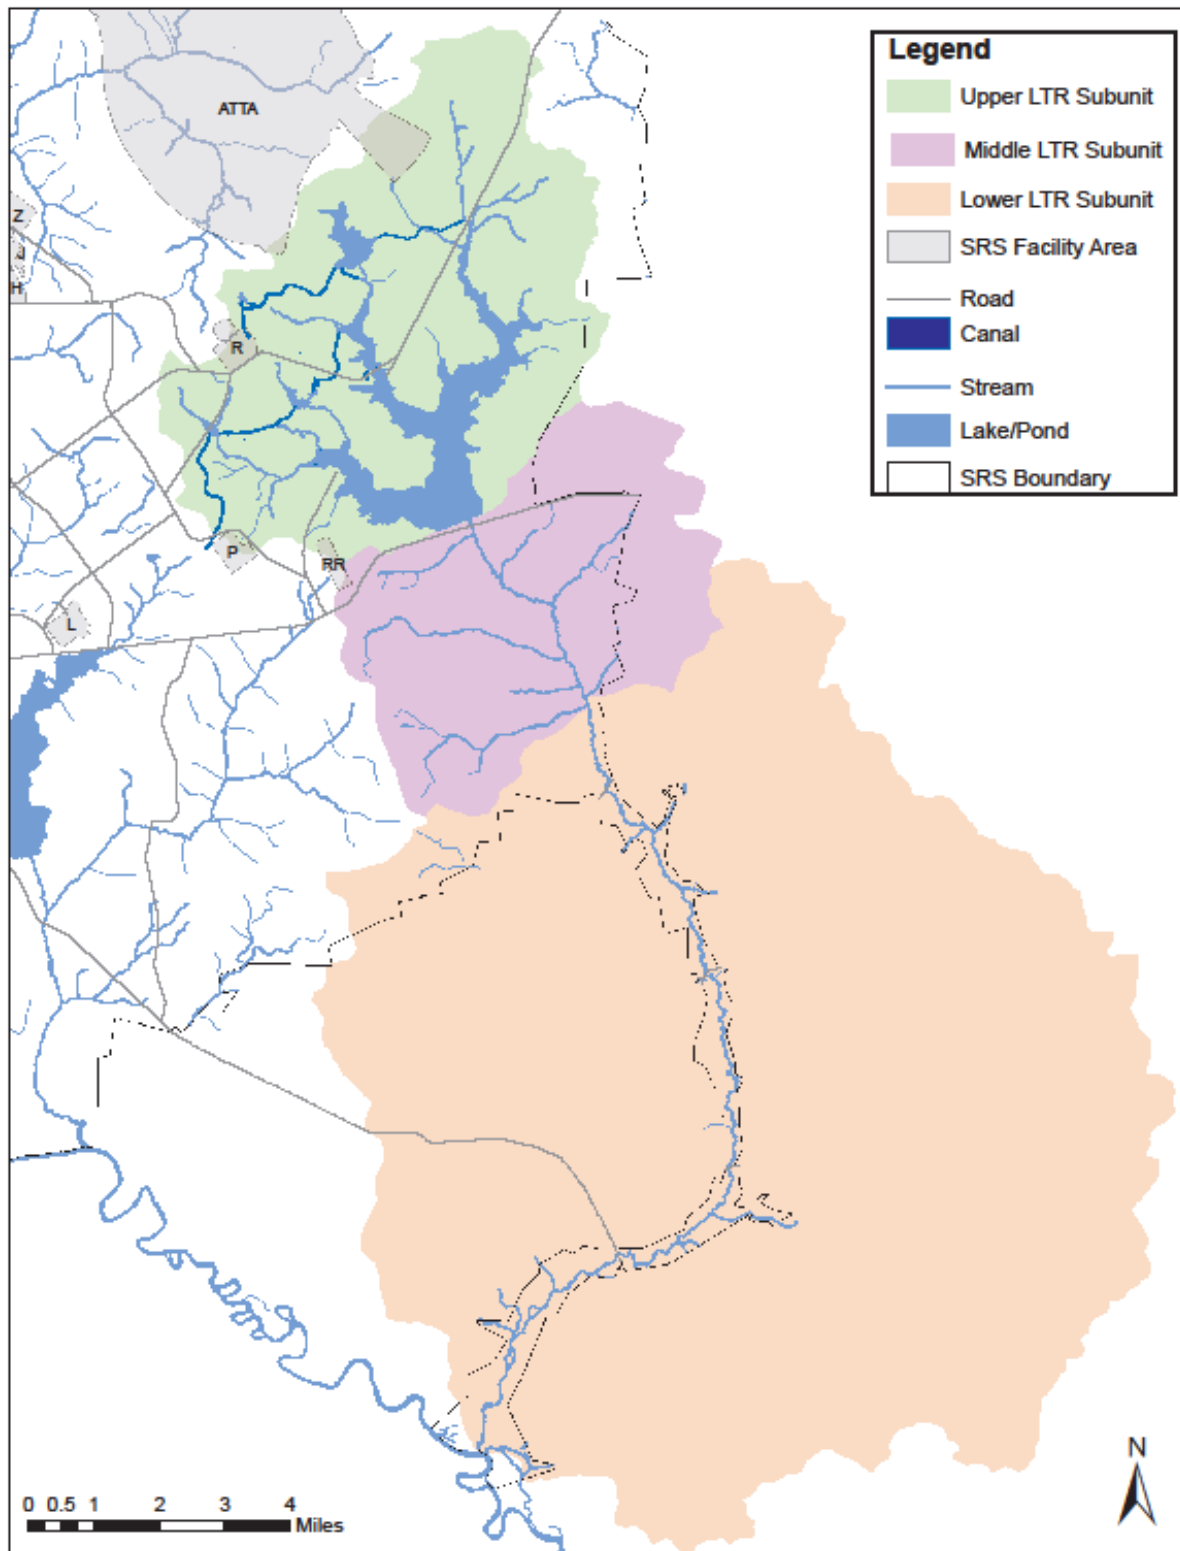 Legend
Upper LTR Subunit
Middle LTR Subunit
Lower LTR Subunit
SRS Facility Area
Road
Canal
Stream
Lake/Pond
SRS Boundary
ATTA
Z
J
H
R
P
RR
L
N
0 0.5 1 2 3 4
Miles